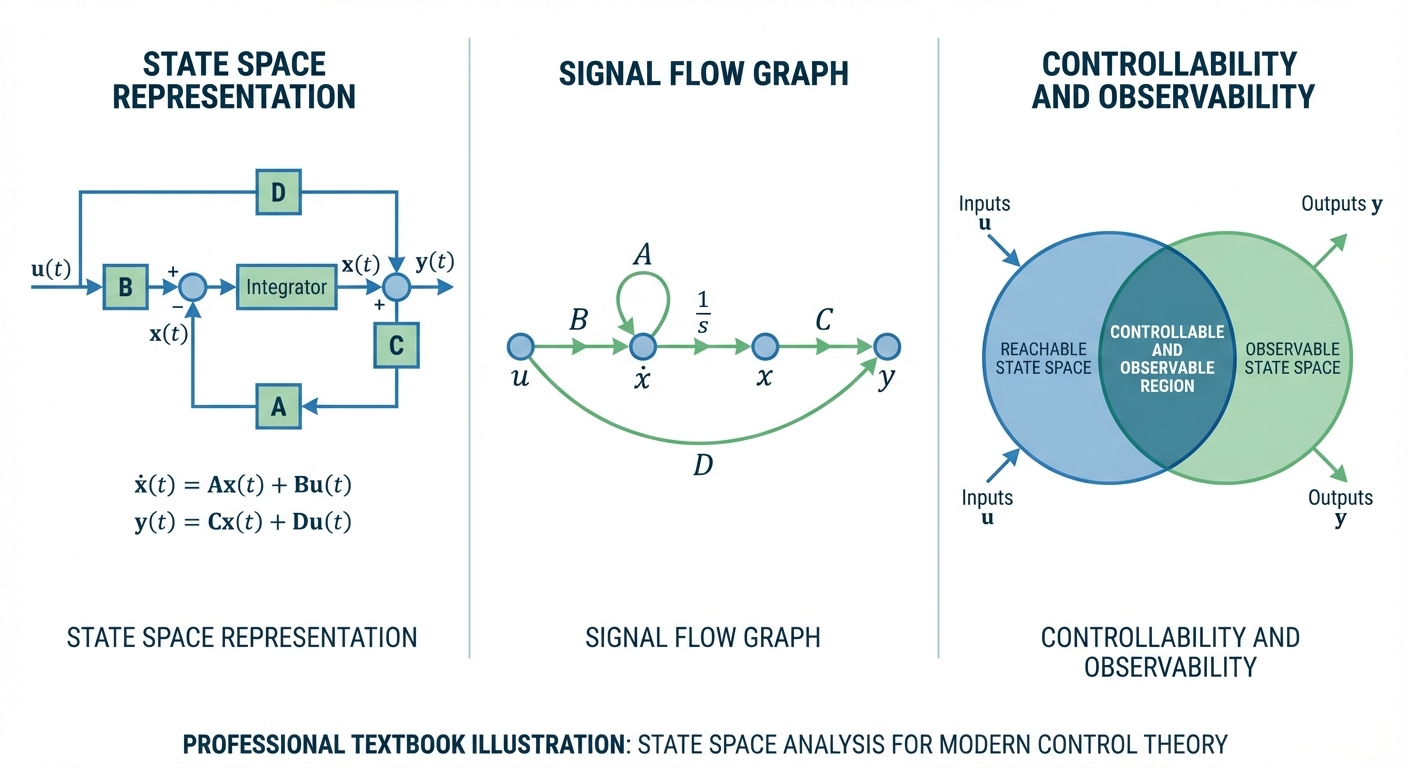 STATE SPACE
REPRESENTATION
D
u(t)
B
+
−
Integrator
x(t)
y(t)
+
x(t)
C
A
ẋ(t) = Ax(t) + Bu(t)
y(t) = Cx(t) + Du(t)
STATE SPACE REPRESENTATION
SIGNAL FLOW GRAPH
A
B
1/s
C
u
ẋ
x
y
D
SIGNAL FLOW GRAPH
CONTROLLABILITY
AND OBSERVABILITY
Inputs
u
Outputs y
REACHABLE
STATE SPACE
CONTROLLABLE
AND
OBSERVABLE
REGION
OBSERVABLE
STATE SPACE
Inputs
u
Outputs
y
CONTROLLABILITY AND
OBSERVABILITY
PROFESSIONAL TEXTBOOK ILLUSTRATION: STATE SPACE ANALYSIS FOR MODERN CONTROL THEORY